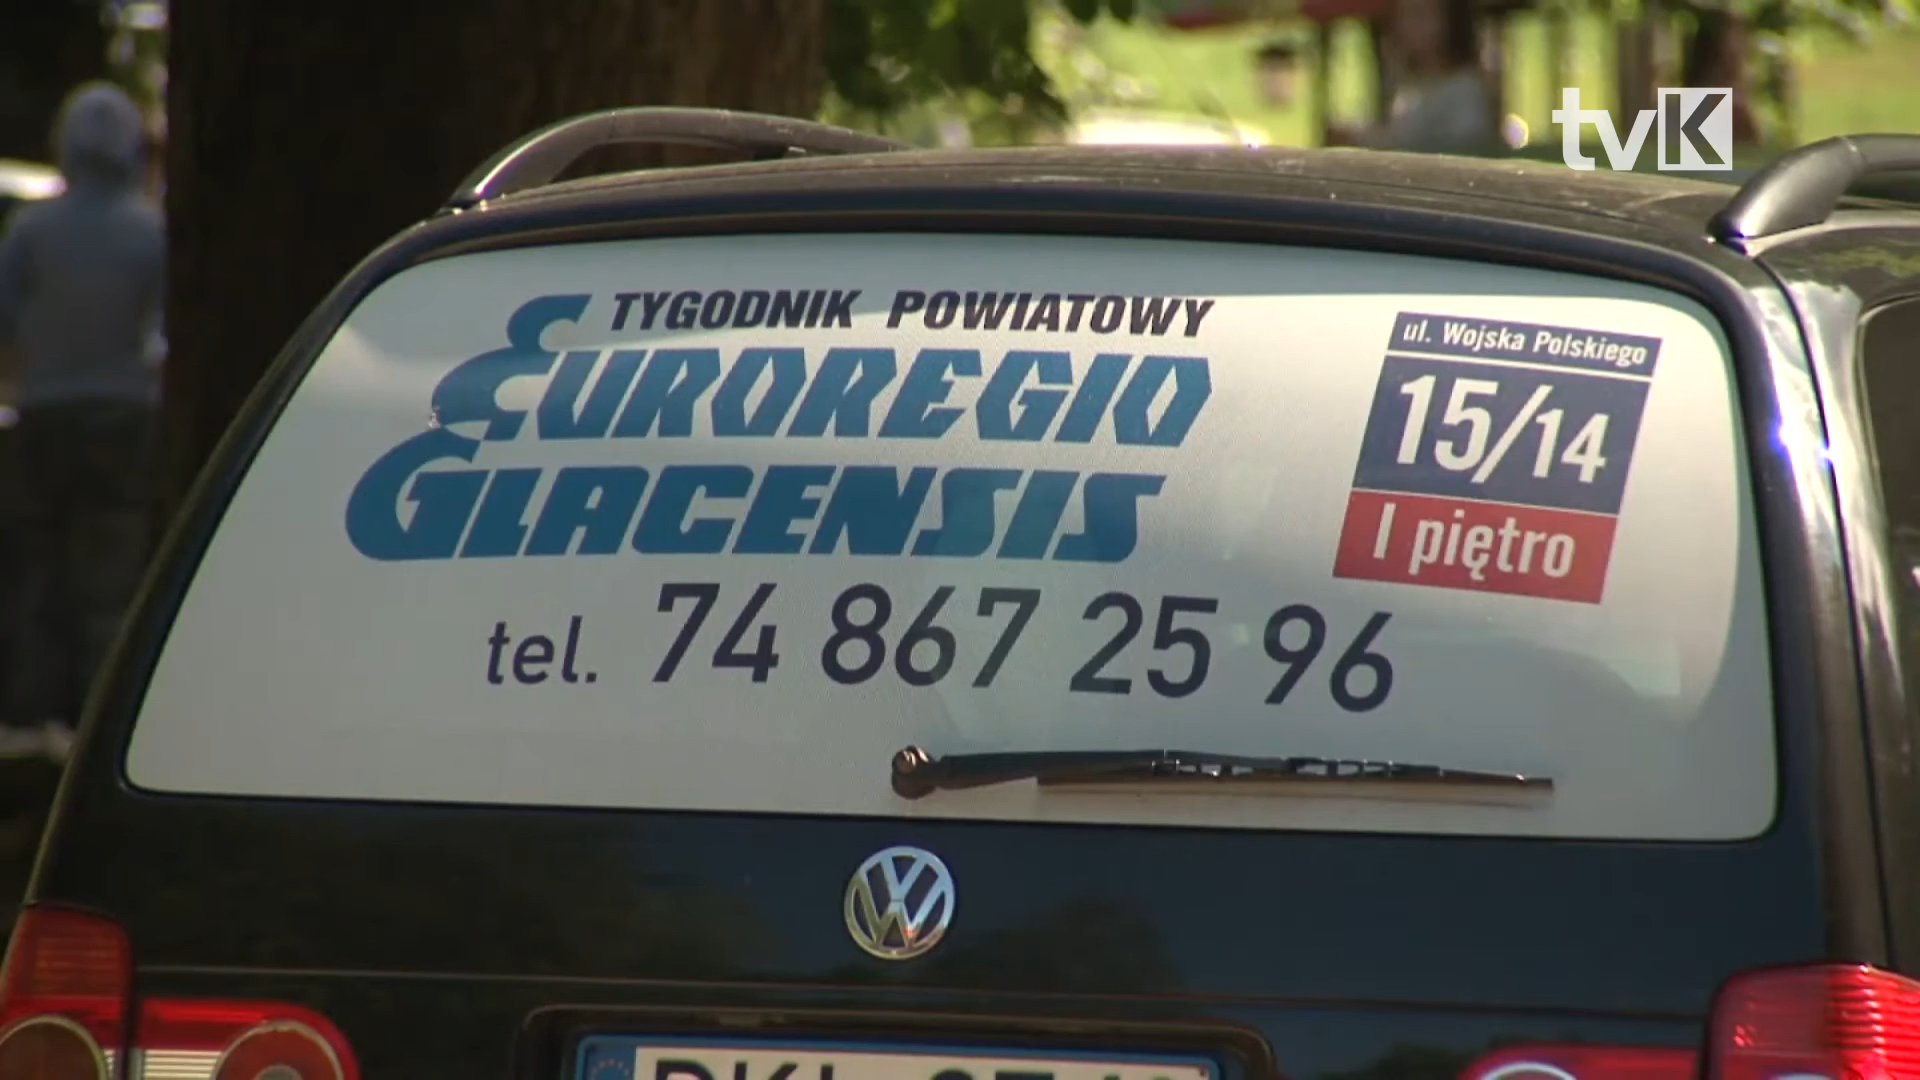 tvK
TYGODNIK POWIATOWY
EUROREGIO
GLACENSIS
tel. 74 867 25 96
ul. Wojska Polskiego
15/14
I piętro